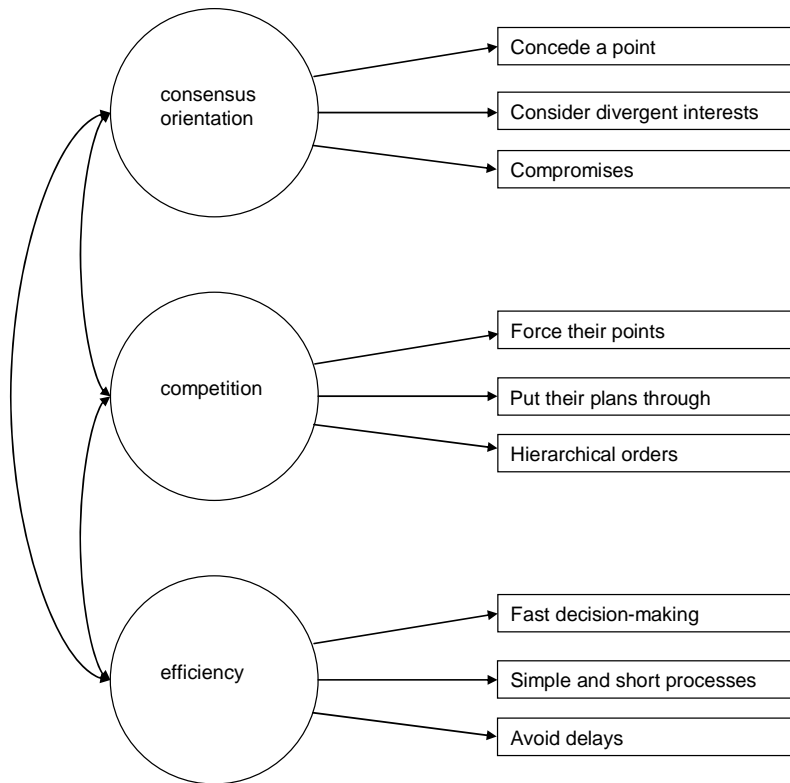 consensus
orientation
Concede a point
Consider divergent interests
Compromises
competition
Force their points
Put their plans through
Hierarchical orders
efficiency
Fast decision-making
Simple and short processes
Avoid delays